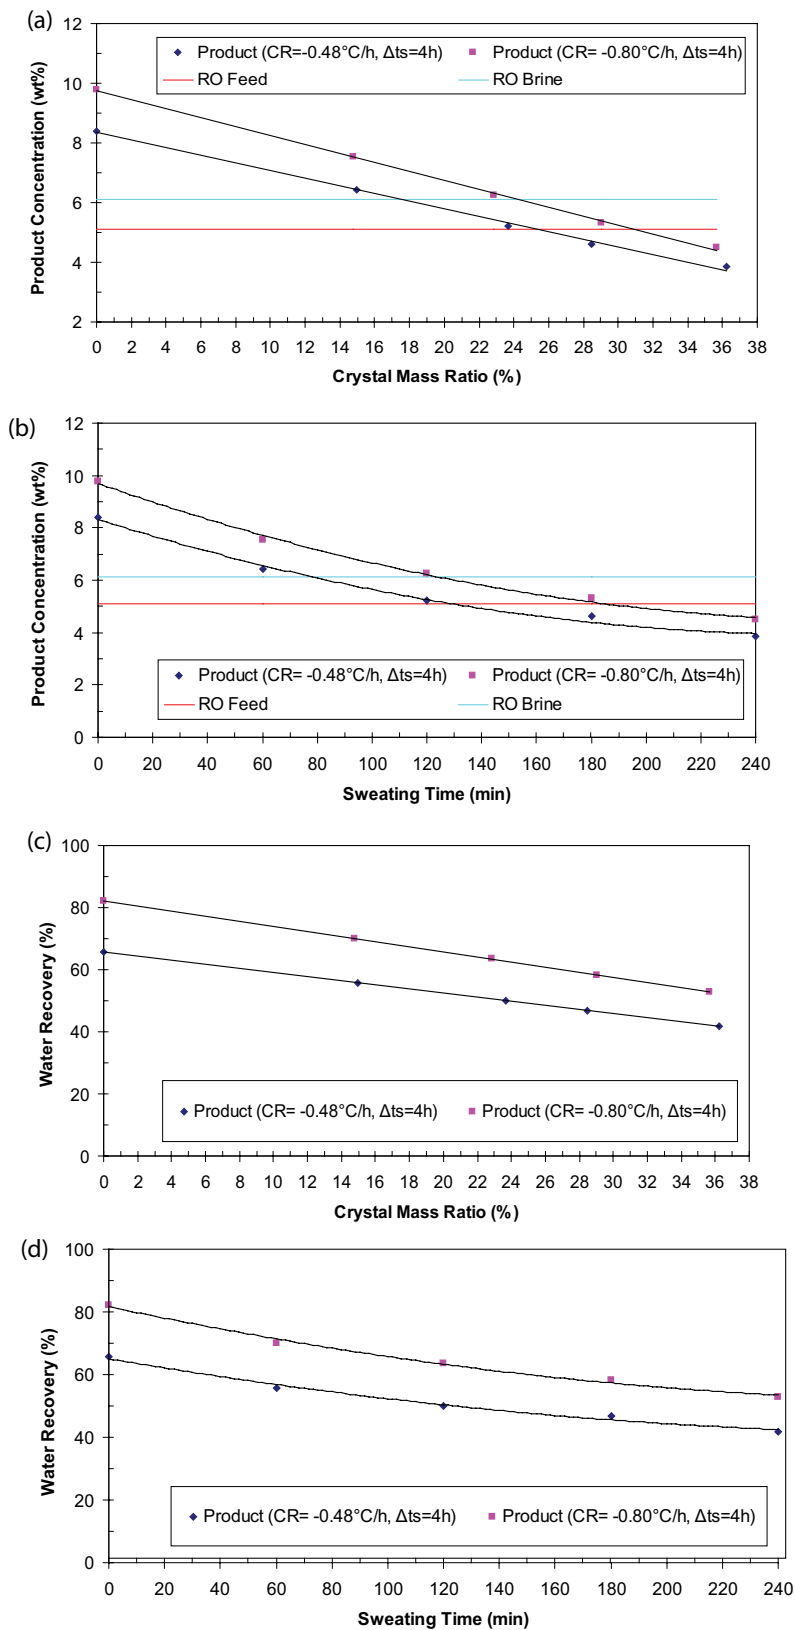 (a)
12
10
8
6
4
2
Product Concentration (wt%)
Product (CR=-0.48°C/h, Δts=4h)
Product (CR= -0.80°C/h, Δts=4h)
RO Feed
RO Brine
0 2 4 6 8 10 12 14 16 18 20 22 24 26 28 30 32 34 36 38
Crystal Mass Ratio (%)
(b)
12
10
8
6
4
2
0
Product Concentration (wt%)
Product (CR= -0.48°C/h, Δts=4h)
Product (CR= -0.80°C/h, Δts=4h)
RO Feed
RO Brine
0 20 40 60 80 100 120 140 160 180 200 220 240
Sweating Time (min)
(c)
100
80
60
40
20
0
Water Recovery (%)
Product (CR= -0.48°C/h, Δts=4h)
Product (CR= -0.80°C/h, Δts=4h)
0 2 4 6 8 10 12 14 16 18 20 22 24 26 28 30 32 34 36 38
Crystal Mass Ratio (%)
(d)
100
80
60
40
20
0
Water Recovery (%)
Product (CR= -0.48°C/h, Δts=4h)
Product (CR= -0.80°C/h, Δts=4h)
0 20 40 60 80 100 120 140 160 180 200 220 240
Sweating Time (min)